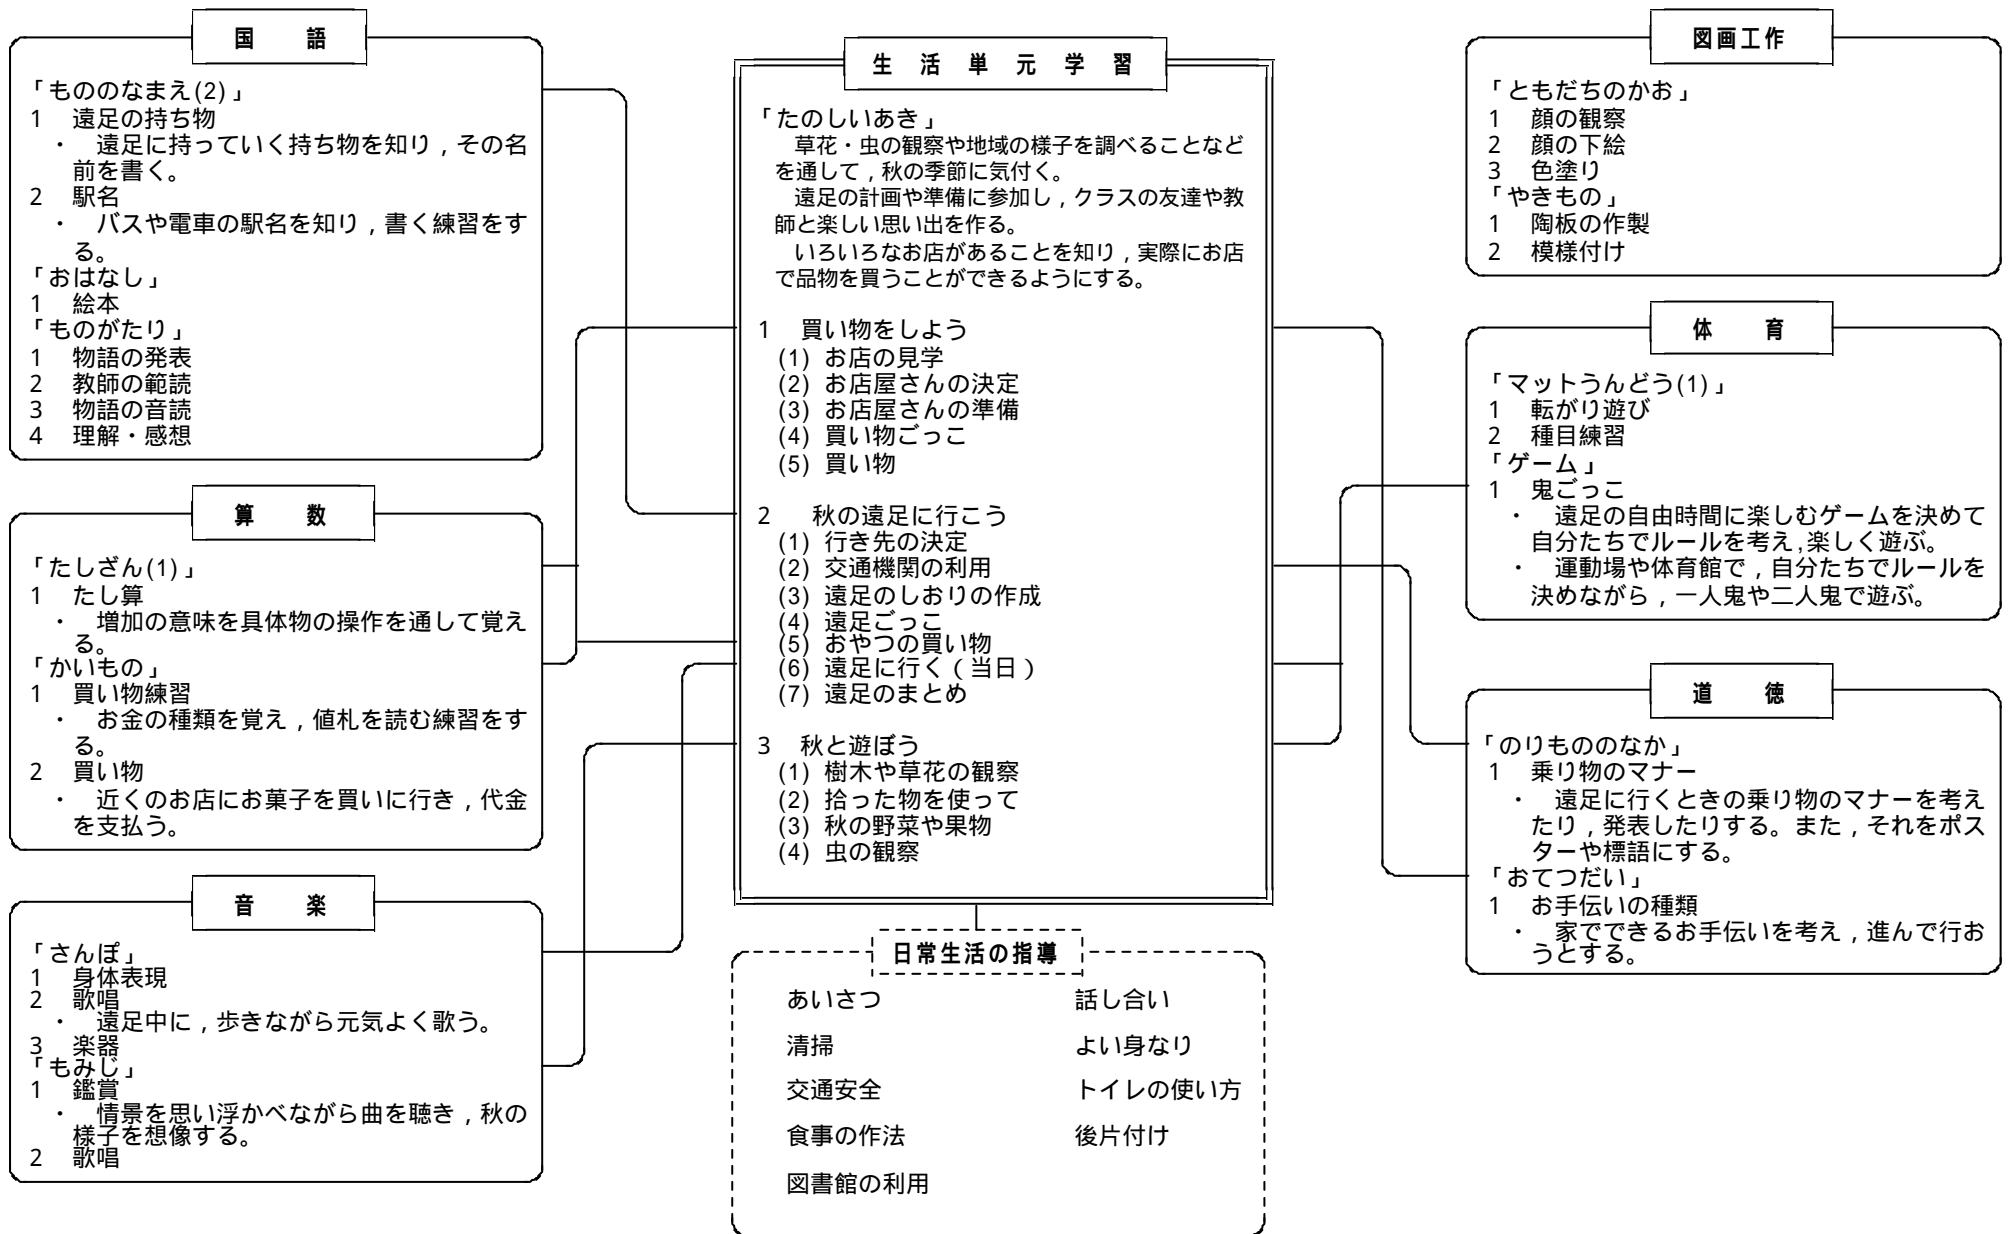 国　語
「もののなまえ(2)」
1　遠足の持ち物
・　遠足に持っていく持ち物を知り，その名
前を書く。
2　駅名
・　バスや電車の駅名を知り，書く練習をす
る。
「おはなし」
1　絵本
「ものがたり」
1　物語の発表
2　教師の範読
3　物語の音読
4　理解・感想
算　数
「たしざん(1)」
1　たし算
・　増加の意味を具体物の操作を通して覚え
る。
「かいもの」
1　買い物練習
・　お金の種類を覚え，値札を読む練習をす
る。
2　買い物
・　近くのお店にお菓子を買いに行き，代金
を支払う。
音　楽
「さんぽ」
1　身体表現
2　歌唱
・　遠足中に，歩きながら元気よく歌う。
3　楽器
「もみじ」
1　鑑賞
・　情景を思い浮かべながら曲を聴き，秋の
様子を想像する。
2　歌唱
生活単元学習
「たのしいあき」
草花・虫の観察や地域の様子を調べることなど
を通して，秋の季節に気付く。
遠足の計画や準備に参加し，クラスの友達や教
師と楽しい思い出を作る。
いろいろなお店があることを知り，実際にお店
で品物を買うことができるようにする。
1　買い物をしよう
(1) お店の見学
(2) お店屋さんの決定
(3) お店屋さんの準備
(4) 買い物ごっこ
(5) 買い物
2　秋の遠足に行こう
(1) 行き先の決定
(2) 交通機関の利用
(3) 遠足のしおりの作成
(4) 遠足ごっこ
(5) おやつの買い物
(6) 遠足に行く（当日）
(7) 遠足のまとめ
3　秋と遊ぼう
(1) 樹木や草花の観察
(2) 拾った物を使って
(3) 秋の野菜や果物
(4) 虫の観察
日常生活の指導
あいさつ　話し合い
清掃　よい身なり
交通安全　トイレの使い方
食事の作法　後片付け
図書館の利用
図画工作
「ともだちのかお」
1　顔の観察
2　顔の下絵
3　色塗り
「やきもの」
1　陶板の作製
2　模様付け
体　育
「マットうんどう(1)」
1　転がり遊び
2　種目練習
「ゲーム」
1　鬼ごっこ
・　遠足の自由時間に楽しむゲームを決めて
自分たちでルールを考え,楽しく遊ぶ。
・　運動場や体育館で，自分たちでルールを
決めながら，一人鬼や二人鬼で遊ぶ。
道　徳
「のりもののなか」
1　乗り物のマナー
・　遠足に行くときの乗り物のマナーを考え
たり，発表したりする。また，それをポス
ターや標語にする。
「おてつだい」
1　お手伝いの種類
・　家でできるお手伝いを考え，進んで行お
うとする。